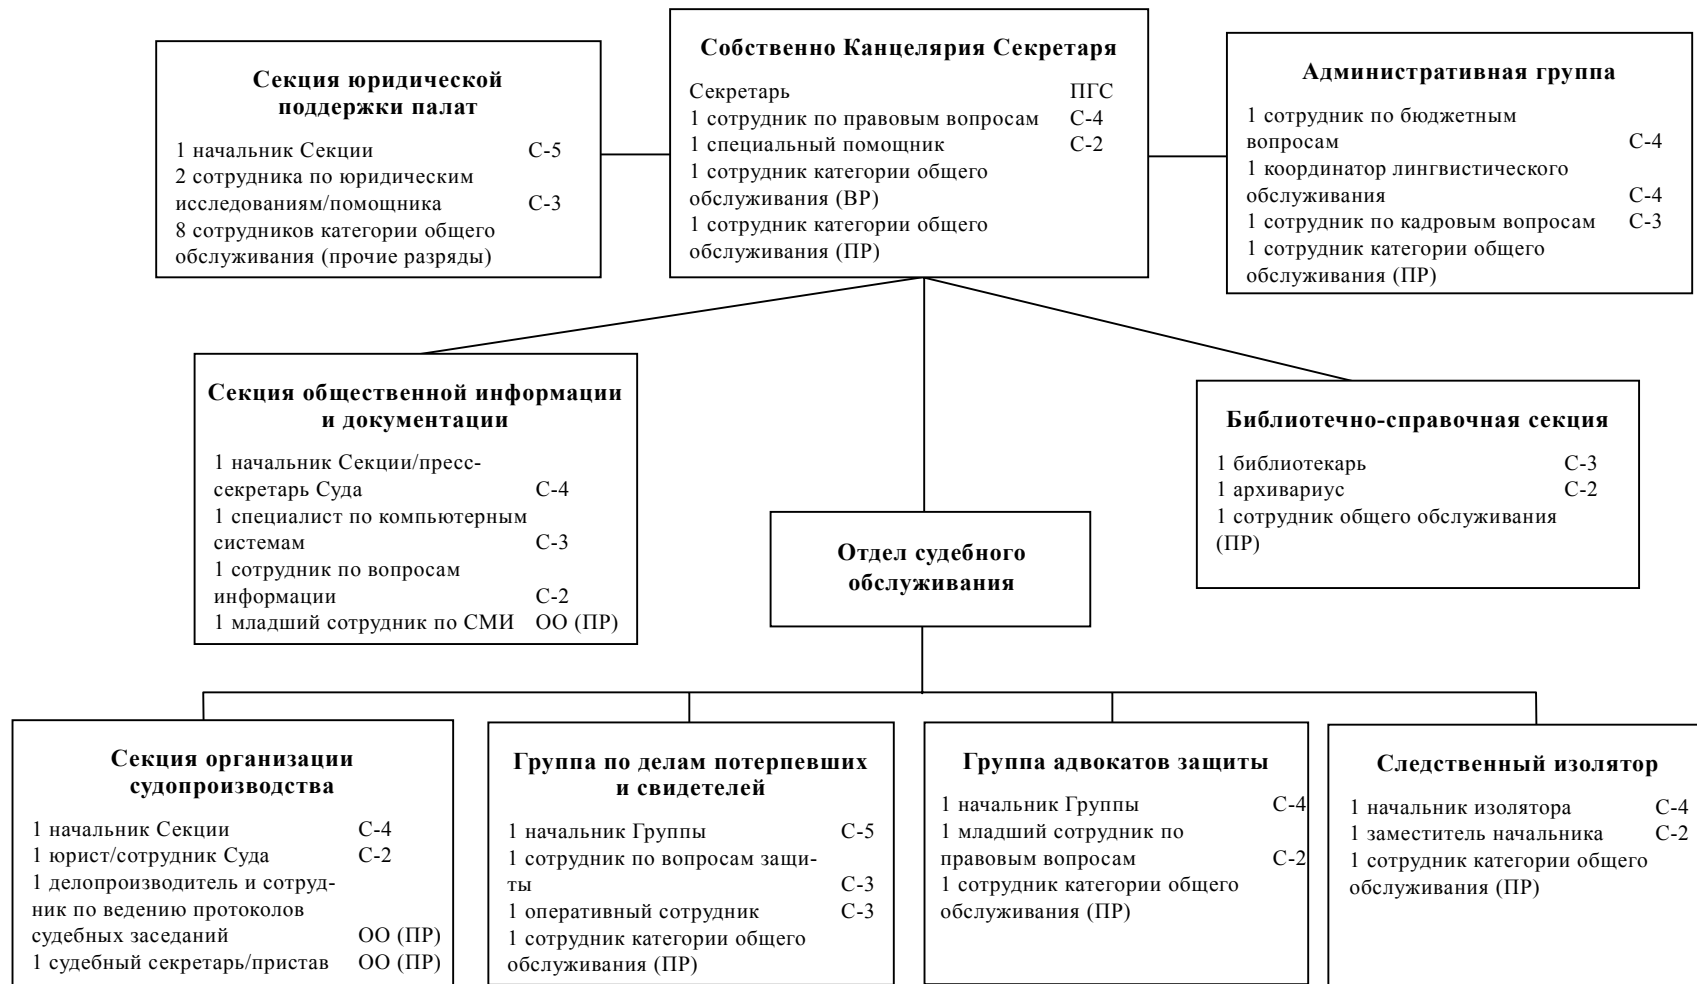 Секция юридической
поддержки палат
1 начальник Секции С-5
2 сотрудника по юридическим
исследованиям/помощника С-3
8 сотрудников категории общего
обслуживания (прочие разряды)
Собственно Канцелярия Секретаря
Секретарь ПГС
1 сотрудник по правовым вопросам С-4
1 специальный помощник С-2
1 сотрудник категории общего
обслуживания (ВР)
1 сотрудник категории общего
обслуживания (ПР)
Административная группа
1 сотрудник по бюджетным
вопросам С-4
1 координатор лингвистического
обслуживания С-4
1 сотрудник по кадровым вопросам С-3
1 сотрудник категории общего
обслуживания (ПР)
Секция общественной информации
и документации
1 начальник Секции/пресс-
секретарь Суда С-4
1 специалист по компьютерным
системам С-3
1 сотрудник по вопросам
информации С-2
1 младший сотрудник по СМИ ОО (ПР)
Отдел судебного
обслуживания
Библиотечно-справочная секция
1 библиотекарь С-3
1 архивариус С-2
1 сотрудник общего обслуживания
(ПР)
Секция организации
судопроизводства
1 начальник Секции С-4
1 юрист/сотрудник Суда С-2
1 делопроизводитель и сотруд-
ник по ведению протоколов
судебных заседаний ОО (ПР)
1 судебный секретарь/пристав ОО (ПР)
Группа по делам потерпевших
и свидетелей
1 начальник Группы С-5
1 сотрудник по вопросам защи-
ты С-3
1 оперативный сотрудник С-3
1 сотрудник категории общего
обслуживания (ПР)
Группа адвокатов защиты
1 начальник Группы С-4
1 младший сотрудник по
правовым вопросам С-2
1 сотрудник категории общего
обслуживания (ПР)
Следственный изолятор
1 начальник изолятора С-4
1 заместитель начальника С-2
1 сотрудник категории общего
обслуживания (ПР)